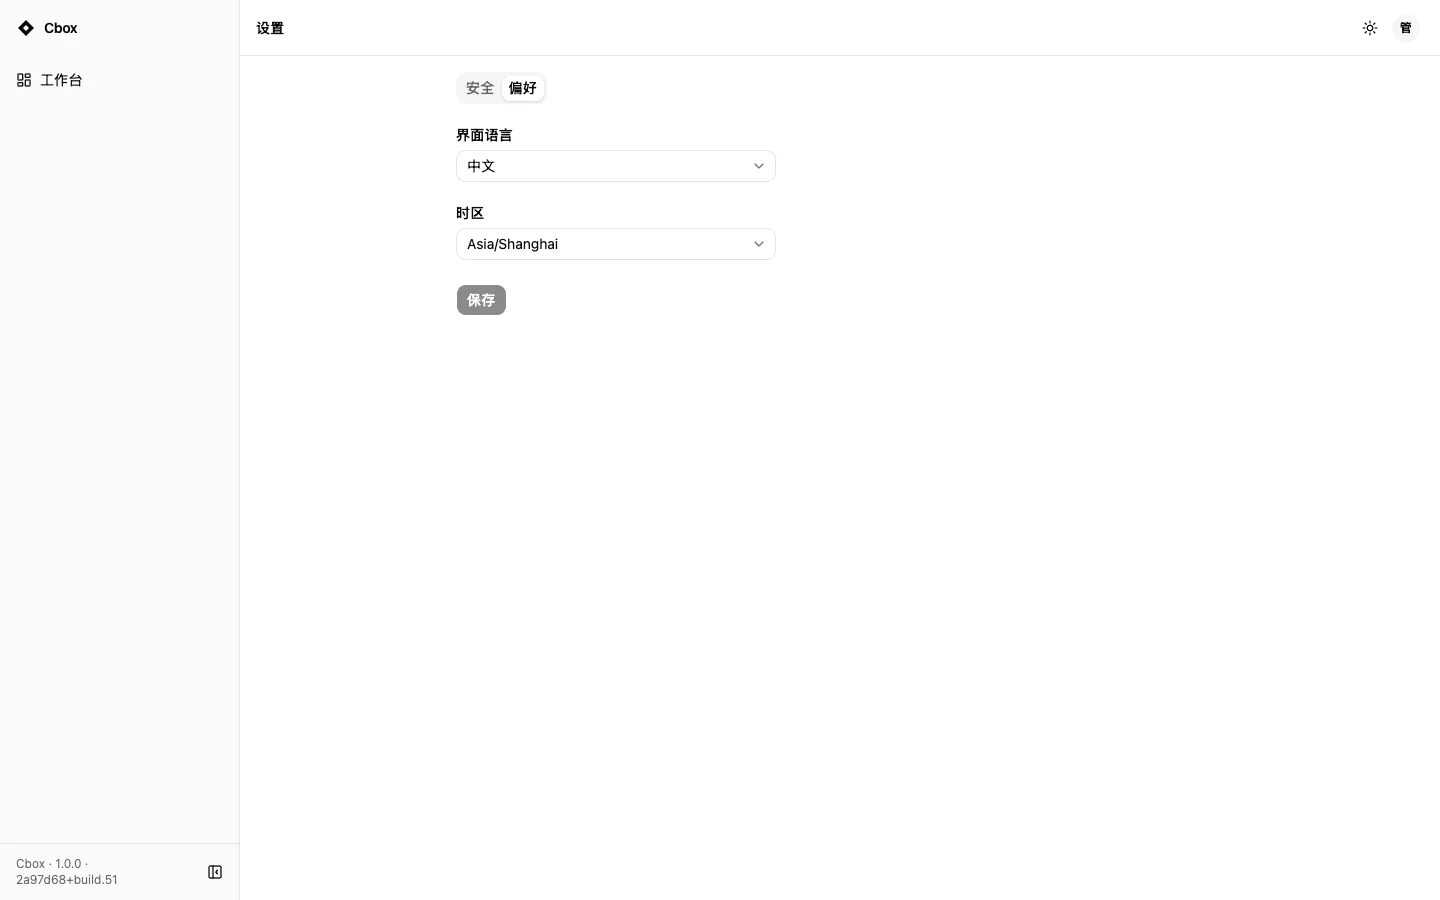 Cbox
设置
管
工作台
安全
偏好
界面语言
中文
时区
Asia/Shanghai
保存
Cbox · 1.0.0 ·
2a97d68+build.51